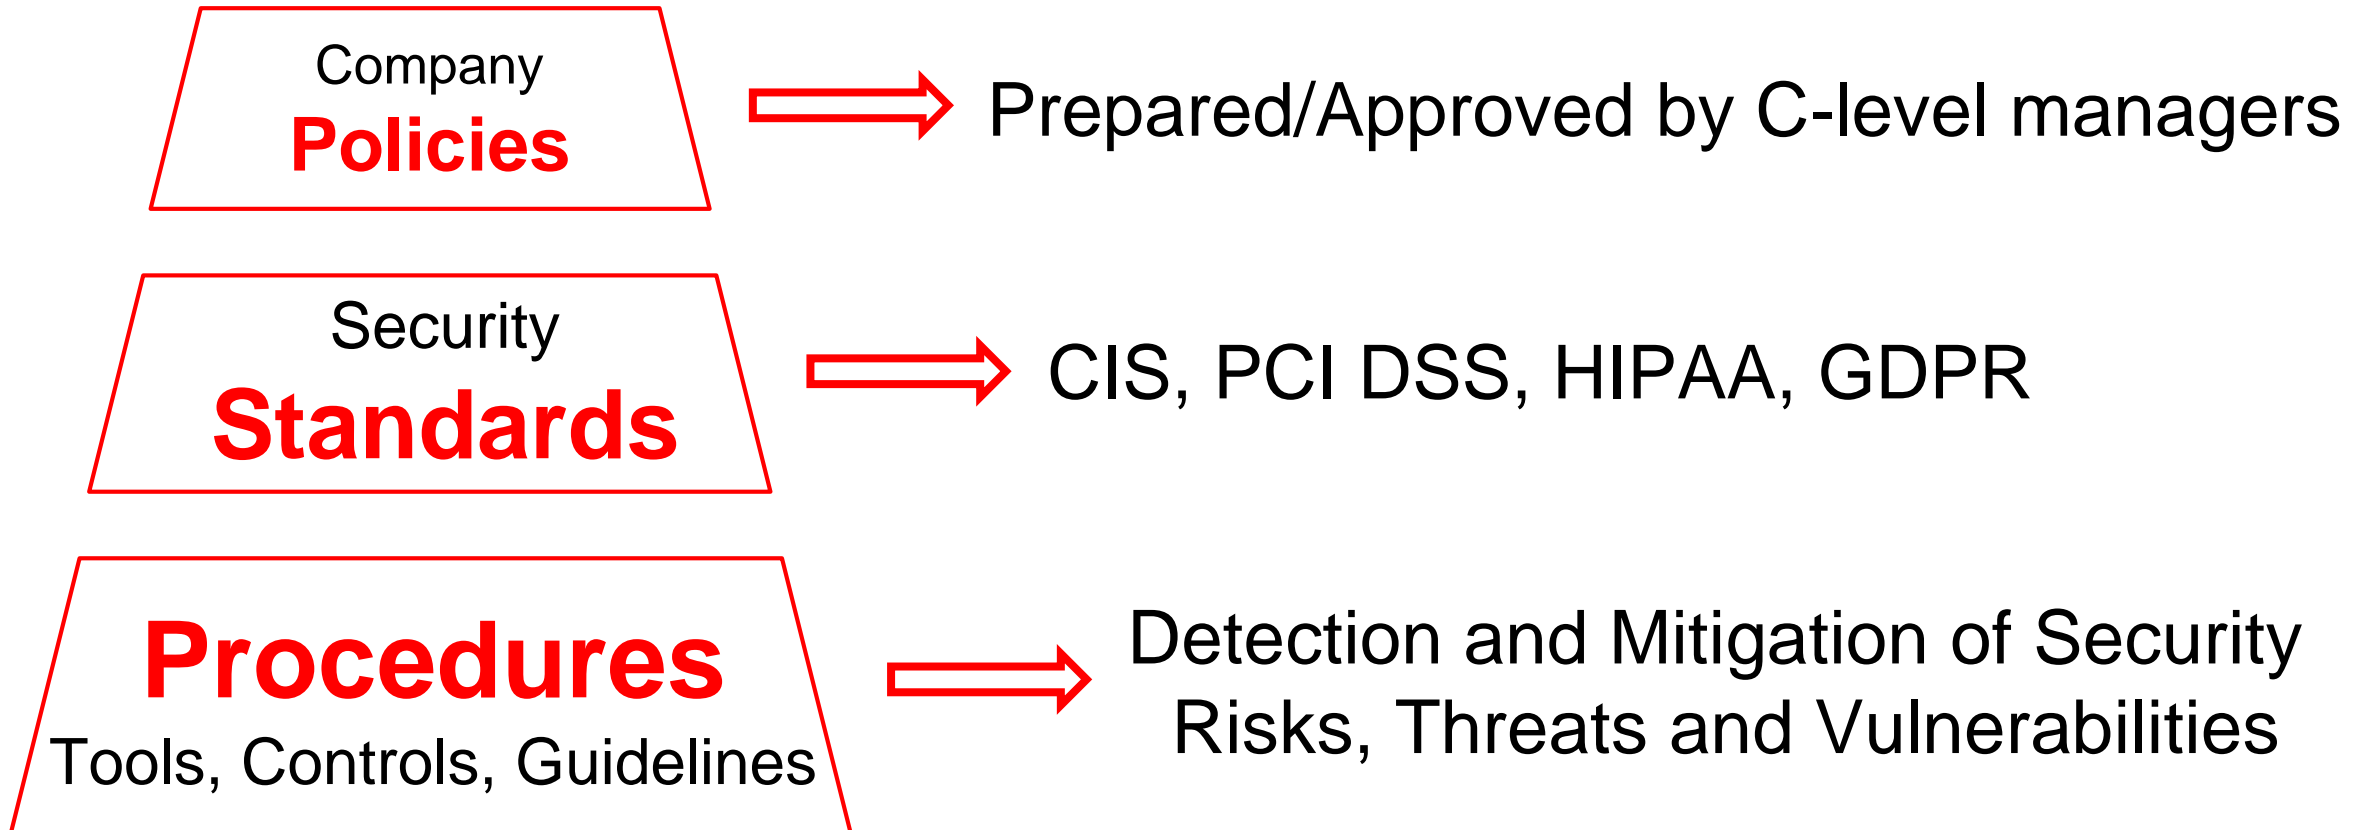 Company
Policies
Prepared/Approved by C-level managers
Security
Standards
CIS, PCI DSS, HIPAA, GDPR
Procedures
Tools, Controls, Guidelines
Detection and Mitigation of Security
Risks, Threats and Vulnerabilities